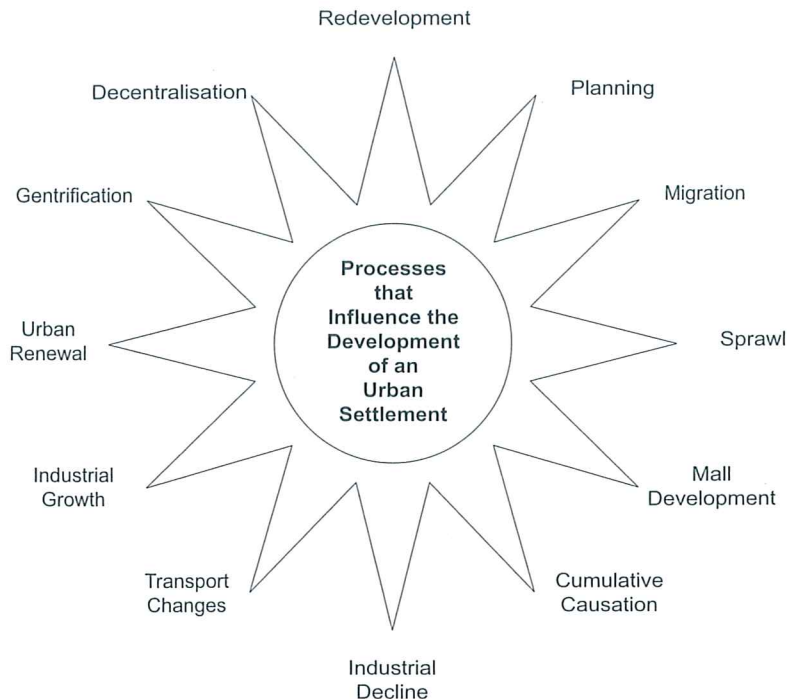 Redevelopment
Planning
Migration
Sprawl
Mall
Development
Cumulative
Causation
Industrial
Decline
Transport
Changes
Industrial
Growth
Urban
Renewal
Gentrification
Decentralisation
Processes
that
Influence the
Development
of an
Urban
Settlement